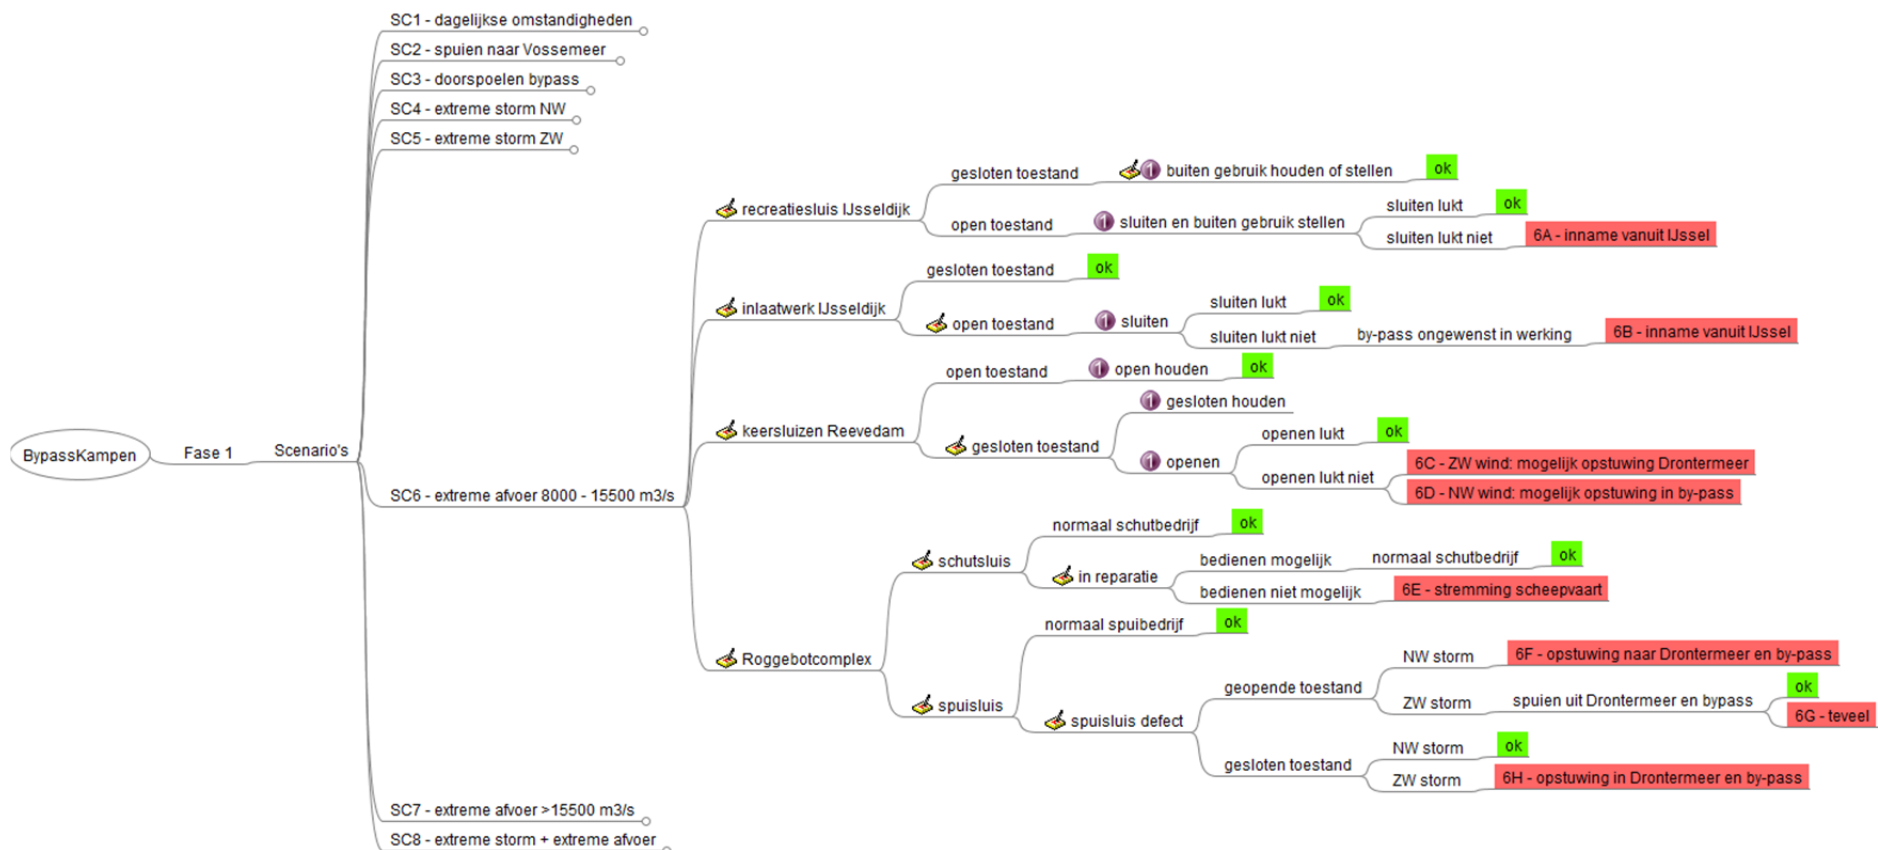 SC1 - dagelijkse omstandigheden
SC2 - spuien naar Vossemeer
SC3 - doorspoelen bypass
SC4 - extreme storm NW
SC5 - extreme storm ZW
BypassKampen
Fase 1
Scenario's
SC6 - extreme afvoer 8000 - 15500 m3/s
recreatiesluis IJsseldijk
gesloten toestand
1 buiten gebruik houden of stellen
ok
open toestand
1 sluiten en buiten gebruik stellen
sluiten lukt
ok
sluiten lukt niet
6A - inname vanuit IJssel
inlaatwerk IJsseldijk
gesloten toestand
ok
open toestand
1 sluiten
sluiten lukt
ok
sluiten lukt niet
by-pass ongewenst in werking
6B - inname vanuit IJssel
keersluizen Reevedam
open toestand
1 open houden
ok
gesloten toestand
1 gesloten houden
1 openen
openen lukt
ok
openen lukt niet
6C - ZW wind: mogelijk opstuwing Drontermeer
6D - NW wind: mogelijk opstuwing in by-pass
Roggebotcomplex
schutsluis
normaal schutbedrijf
ok
in reparatie
bedienen mogelijk
normaal schutbedrijf
ok
bedienen niet mogelijk
6E - stremming scheepvaart
spuisluis
normaal spuibedrijf
ok
spuisluis defect
geopende toestand
NW storm
6F - opstuwing naar Drontermeer en by-pass
ZW storm
spuien uit Drontermeer en bypass
ok
6G - teveel
gesloten toestand
NW storm
ok
ZW storm
6H - opstuwing in Drontermeer en by-pass
SC7 - extreme afvoer >15500 m3/s
SC8 - extreme storm + extreme afvoer